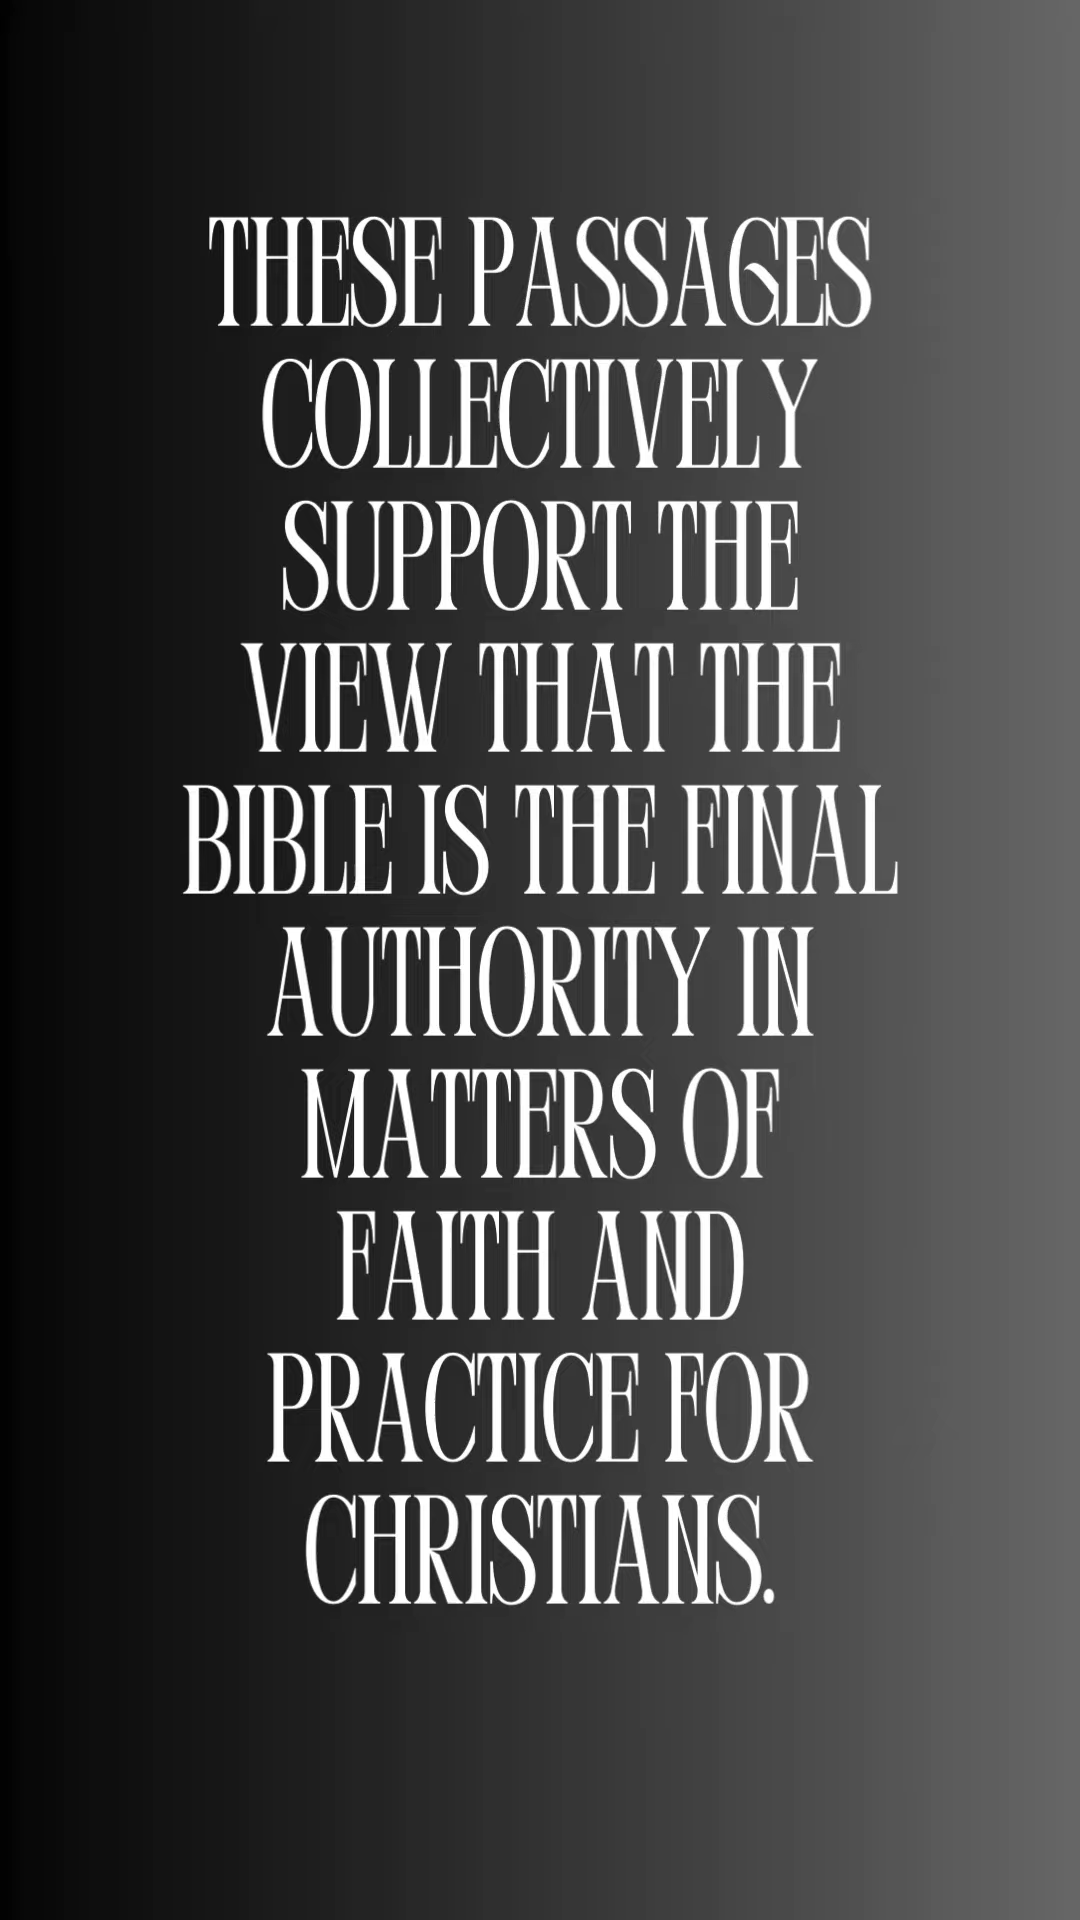 THESE PASSAGES
COLLECTIVELY
SUPPORT THE
VIEW THAT THE
BIBLE IS THE FINAL
AUTHORITY IN
MATTERS OF
FAITH AND
PRACTICE FOR
CHRISTIANS.